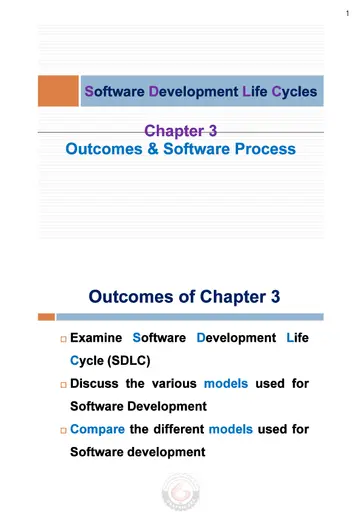 1
Software Development Life Cycles
Chapter 3
Outcomes & Software Process
Outcomes of Chapter 3
Examine Software Development Life
Cycle (SDLC)
Discuss the various models used for
Software Development
Compare the different models used for
Software development